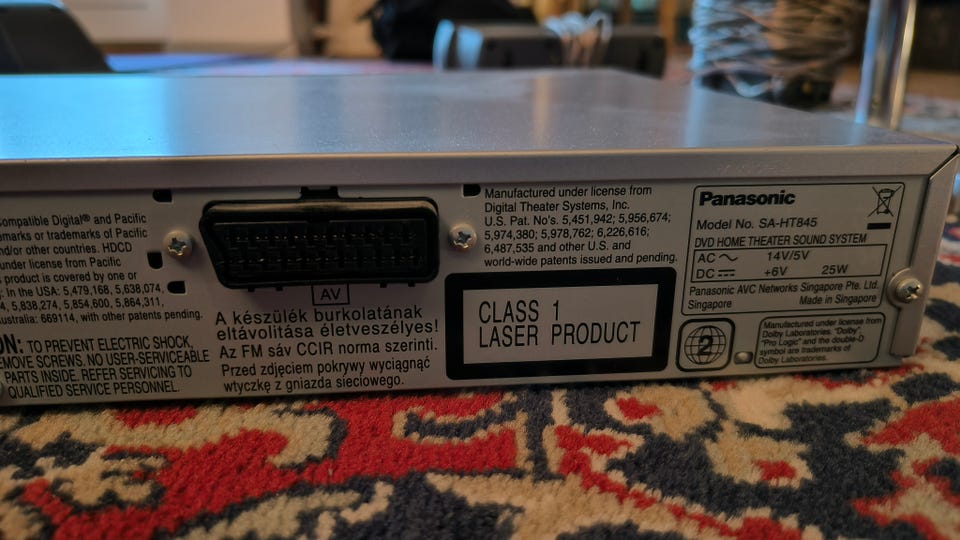 Compatible Digital® and Pacific
marks or trademarks of Pacific
and/or other countries. HDCD
under license from Pacific
product is covered by one or
: In the USA: 5,479,168, 5,638,074,
4, 5,838,274, 5,854,600, 5,864,311,
Australia: 669114, with other patents pending.
ON: TO PREVENT ELECTRIC SHOCK,
REMOVE SCREWS. NO USER-SERVICEABLE
PARTS INSIDE. REFER SERVICING TO
QUALIFIED SERVICE PERSONNEL.
AV
A készülék burkolatának
eltávolítása életveszélyes!
Az FM sáv CCIR norma szerinti.
Przed zdjęciem pokrywy wyciągnąć
wtyczkę z gniazda sieciowego.
Manufactured under license from
Digital Theater Systems, Inc.
U.S. Pat. No's. 5,451,942; 5,956,674;
5,974,380; 5,978,762; 6,226,616;
6,487,535 and other U.S. and
world-wide patents issued and pending.
CLASS 1
LASER PRODUCT
Panasonic
Model No. SA-HT845
DVD HOME THEATER SOUND SYSTEM
AC 14V/5V
DC +6V 25W
Panasonic AVC Networks Singapore Pte. Ltd.
Singapore Made in Singapore
2
Manufactured under license from
Dolby Laboratories. "Dolby",
"Pro Logic" and the double-D
symbol are trademarks of
Dolby Laboratories.